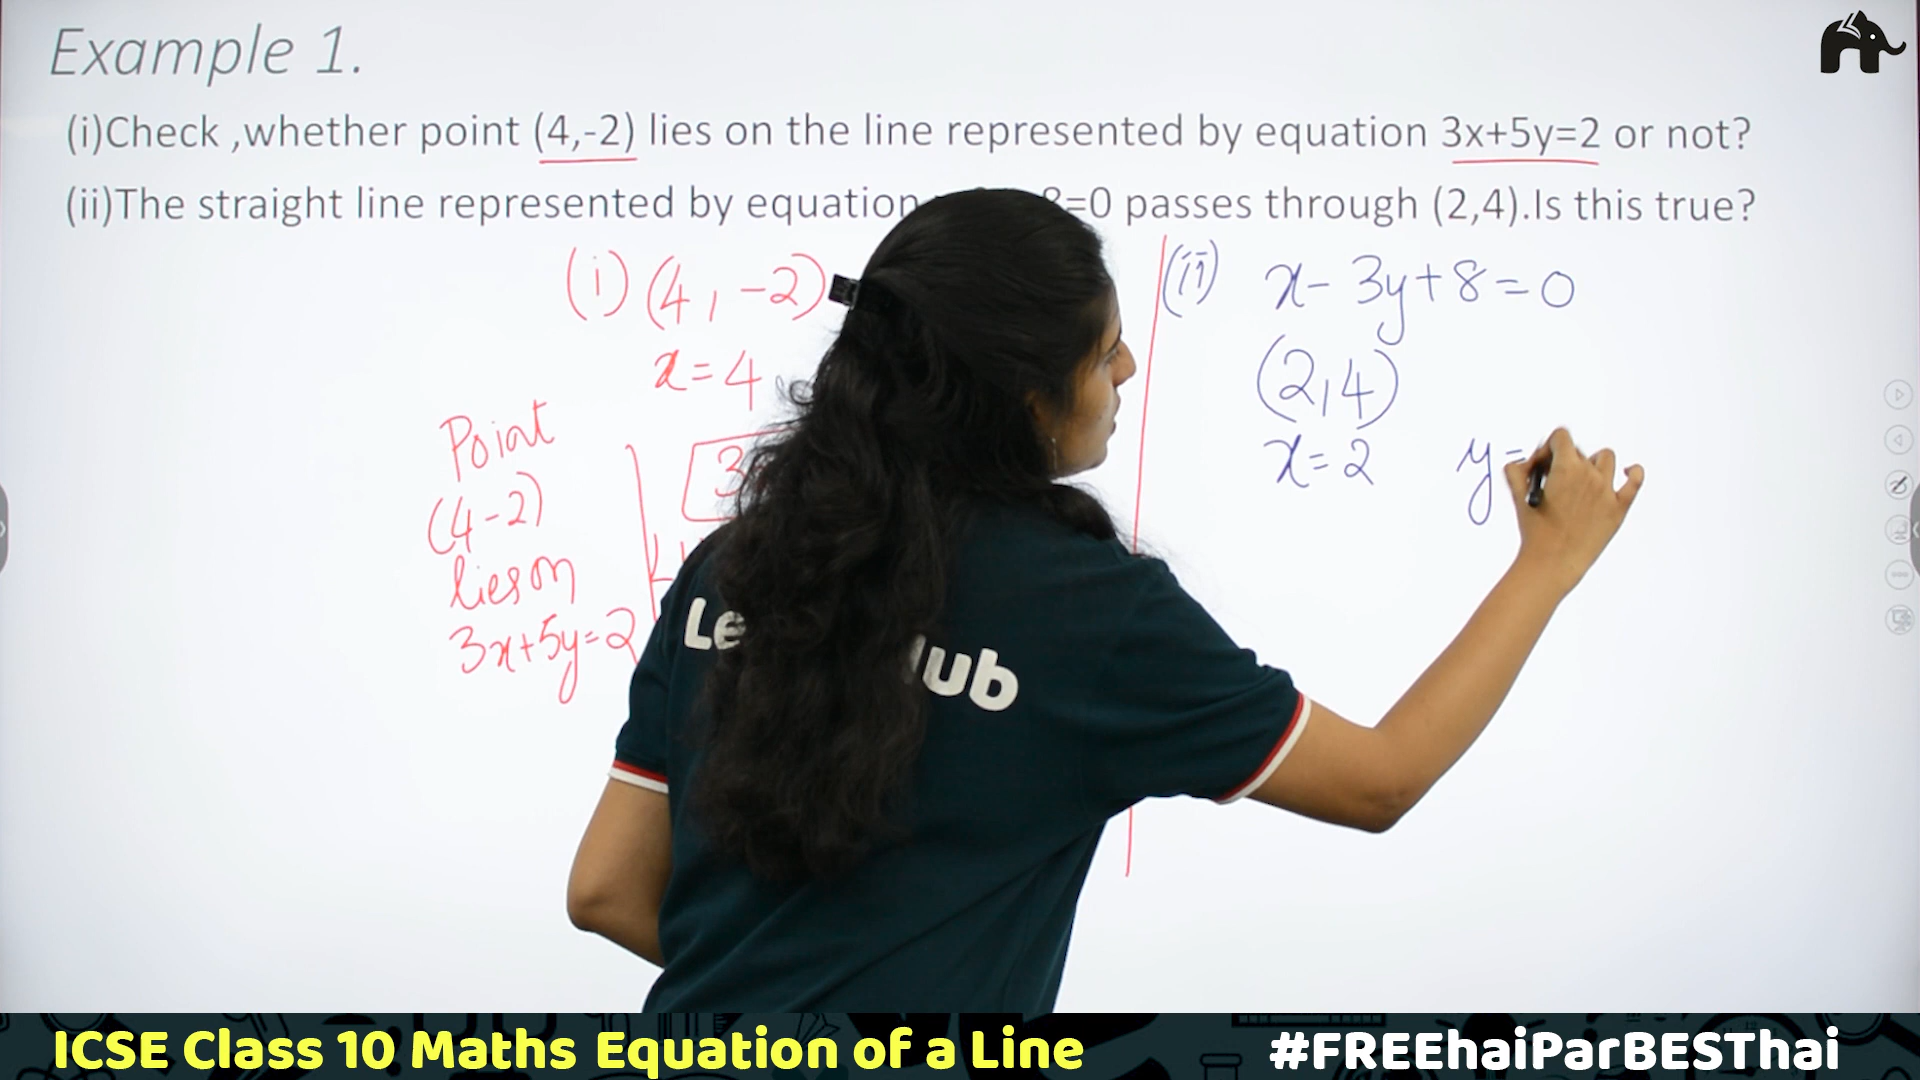 Example 1.
(i)Check ,whether point (4,-2) lies on the line represented by equation 3x+5y=2 or not?
(ii)The straight line represented by equation 8=0 passes through (2,4).Is this true?
(i) (4, -2)
x=4
Point
(4-2)
lies on
3x+5y=2
(ii) x- 3y+8=0
(2,4)
x=2 y=
Le ub
ICSE Class 10 Maths Equation of a Line
#FREEhaiParBESThai